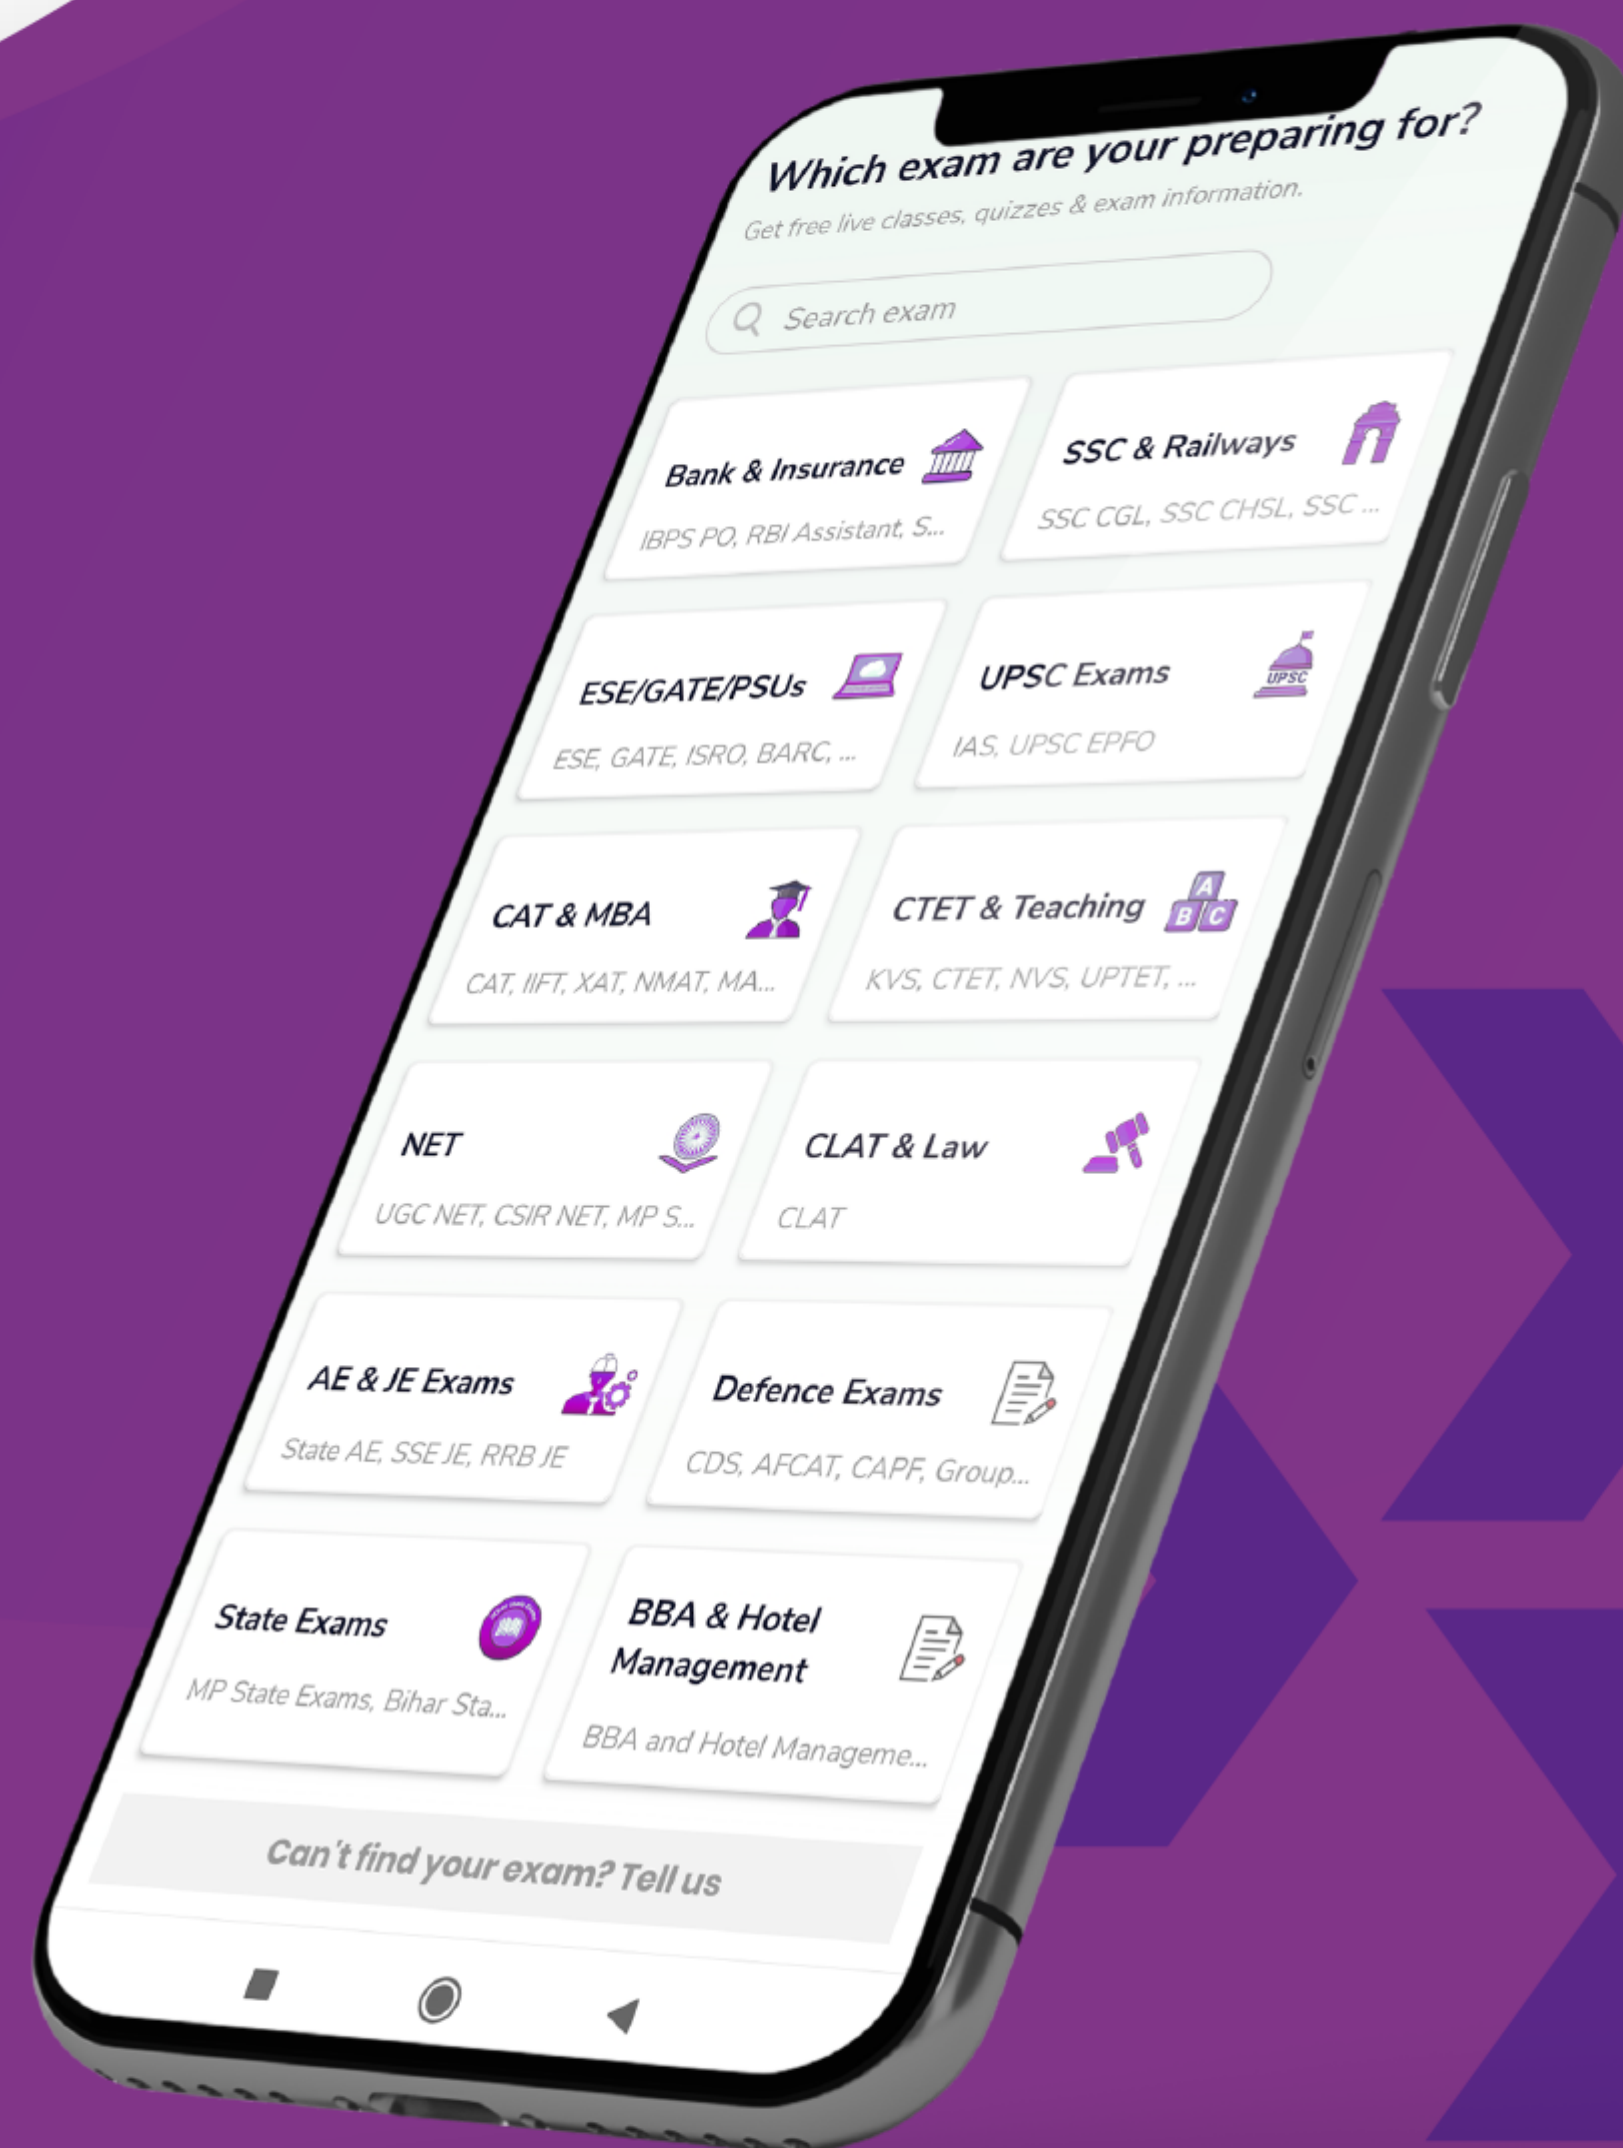 Which exam are your preparing for?
Get free live classes, quizzes & exam information.
Search exam
Bank & Insurance
IBPS PO, RBI Assistant, S...
SSC & Railways
SSC CGL, SSC CHSL, SSC ...
ESE/GATE/PSUs
ESE, GATE, ISRO, BARC, ...
UPSC Exams
UPSC
IAS, UPSC EPFO
CAT & MBA
CAT, IIFT, XAT, NMAT, MA...
CTET & Teaching
A
B C
KVS, CTET, NVS, UPTET, ...
NET
UGC NET, CSIR NET, MP S...
CLAT & Law
CLAT
AE & JE Exams
State AE, SSE JE, RRB JE
Defence Exams
CDS, AFCAT, CAPF, Group...
State Exams
MP State Exams, Bihar Sta...
BBA & Hotel
Management
BBA and Hotel Manageme...
Can't find your exam? Tell us